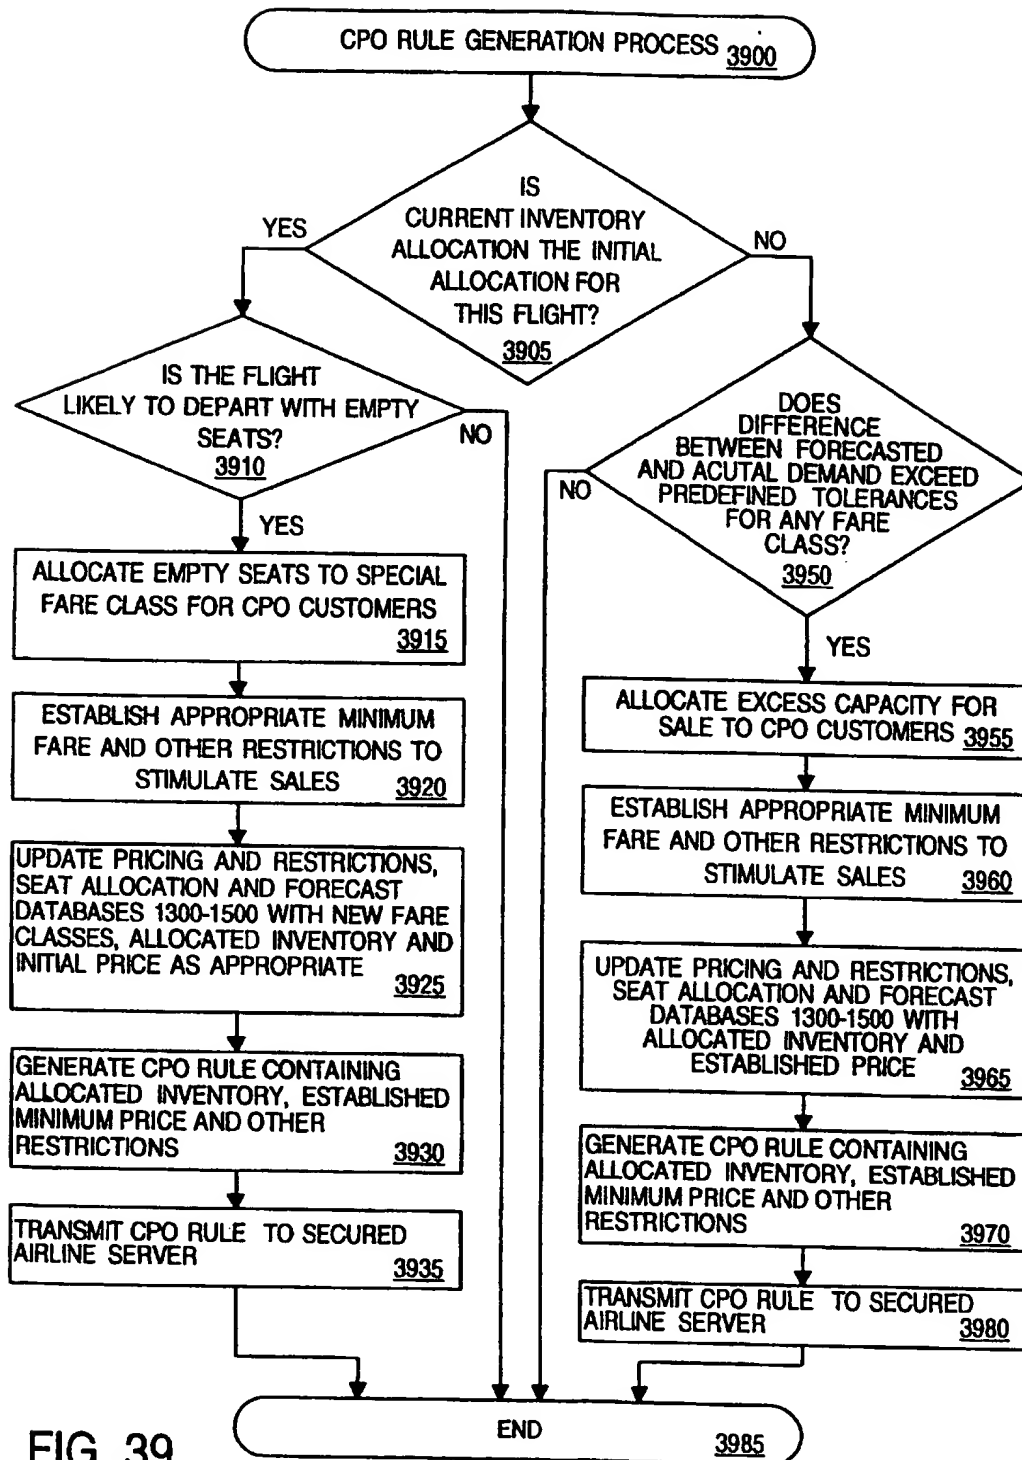 CPO RULE GENERATION PROCESS 3900
IS
CURRENT INVENTORY
ALLOCATION THE INITIAL
ALLOCATION FOR
THIS FLIGHT?
3905
YES
NO
IS THE FLIGHT
LIKELY TO DEPART WITH EMPTY
SEATS?
3910
NO
YES
ALLOCATE EMPTY SEATS TO SPECIAL
FARE CLASS FOR CPO CUSTOMERS
3915
ESTABLISH APPROPRIATE MINIMUM
FARE AND OTHER RESTRICTIONS TO
STIMULATE SALES 3920
UPDATE PRICING AND RESTRICTIONS,
SEAT ALLOCATION AND FORECAST
DATABASES 1300-1500 WITH NEW FARE
CLASSES, ALLOCATED INVENTORY AND
INITIAL PRICE AS APPROPRIATE 3925
GENERATE CPO RULE CONTAINING
ALLOCATED INVENTORY, ESTABLISHED
MINIMUM PRICE AND OTHER
RESTRICTIONS 3930
TRANSMIT CPO RULE TO SECURED
AIRLINE SERVER 3935
DOES
DIFFERENCE
BETWEEN FORECASTED
AND ACUTAL DEMAND EXCEED
PREDEFINED TOLERANCES
FOR ANY FARE
CLASS?
3950
NO
YES
ALLOCATE EXCESS CAPACITY FOR
SALE TO CPO CUSTOMERS 3955
ESTABLISH APPROPRIATE MINIMUM
FARE AND OTHER RESTRICTIONS TO
STIMULATE SALES 3960
UPDATE PRICING AND RESTRICTIONS,
SEAT ALLOCATION AND FORECAST
DATABASES 1300-1500 WITH
ALLOCATED INVENTORY AND
ESTABLISHED PRICE 3965
GENERATE CPO RULE CONTAINING
ALLOCATED INVENTORY, ESTABLISHED
MINIMUM PRICE AND OTHER
RESTRICTIONS 3970
TRANSMIT CPO RULE TO SECURED
AIRLINE SERVER 3980
END 3985
FIG. 39